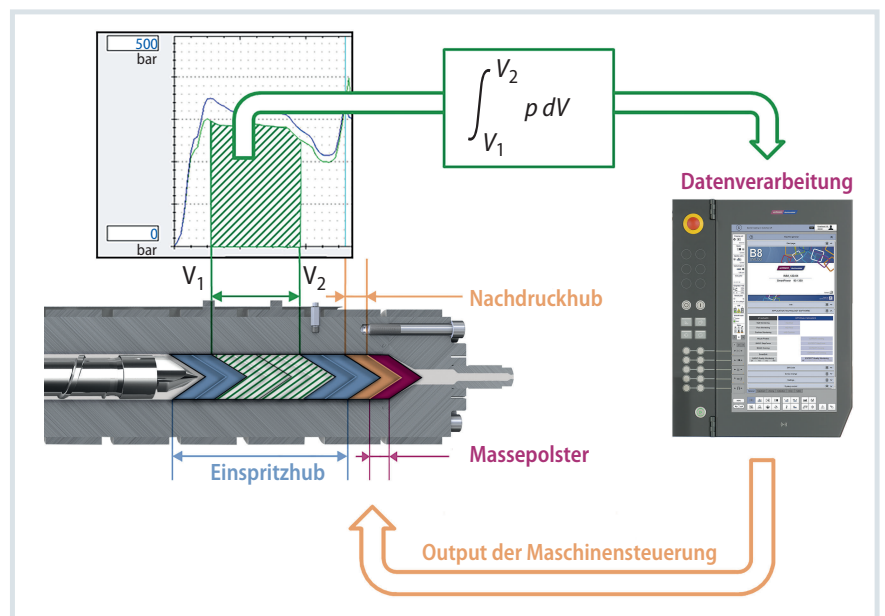 500
bar
0
bar
∫ V₂ V₁ p dV
Datenverarbeitung
B8
V₁
V₂
Nachdruckhub
Einspritzhub
Massepolster
Output der Maschinensteuerung